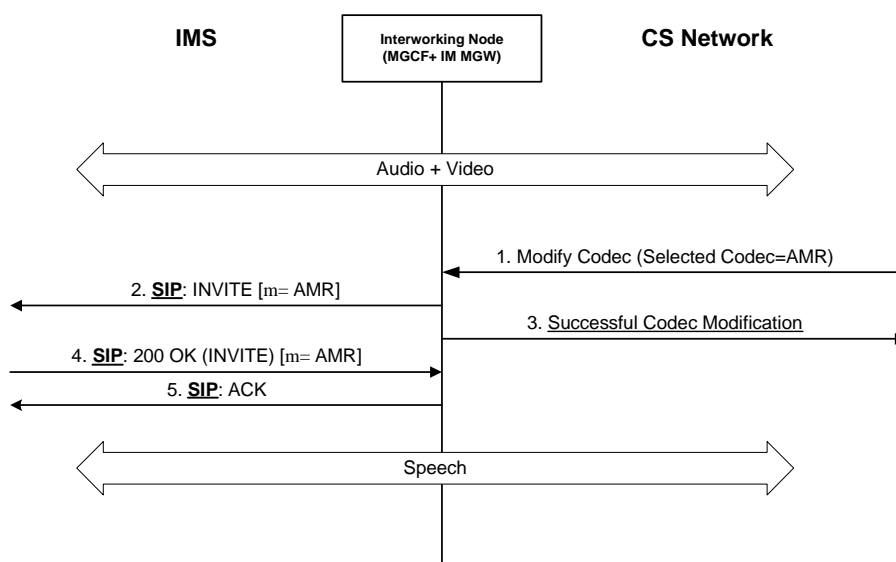 IMS
Interworking Node
(MGCF+ IM MGW)
CS Network
Audio + Video
1. Modify Codec (Selected Codec=AMR)
2. SIP: INVITE [m= AMR]
3. Successful Codec Modification
4. SIP: 200 OK (INVITE) [m= AMR]
5. SIP: ACK
Speech